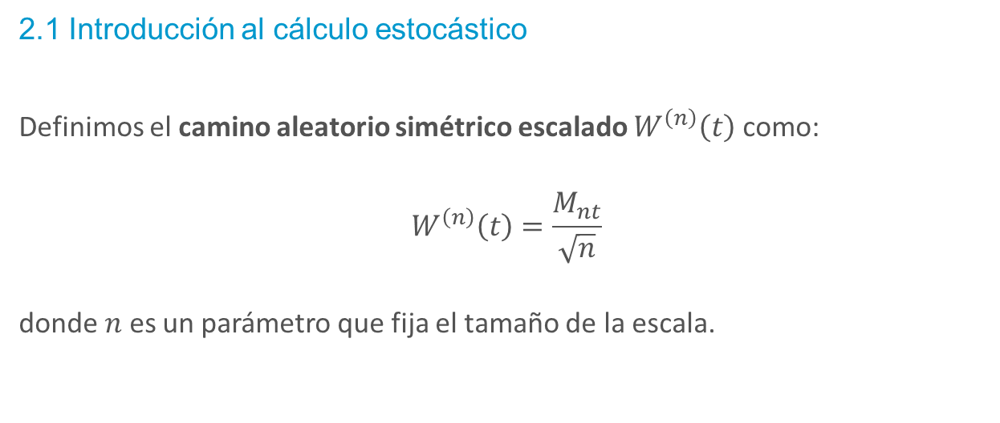 2.1 Introducción al cálculo estocástico
Definimos el camino aleatorio simétrico escalado $W^{(n)}(t)$ como:
$W^{(n)}(t) = \frac{M_{nt}}{\sqrt{n}}$
donde $n$ es un parámetro que fija el tamaño de la escala.